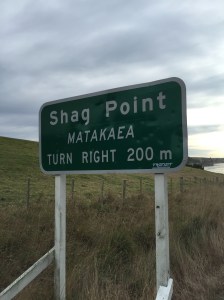 Shag Point
MATAKAEA
TURN RIGHT 200 m